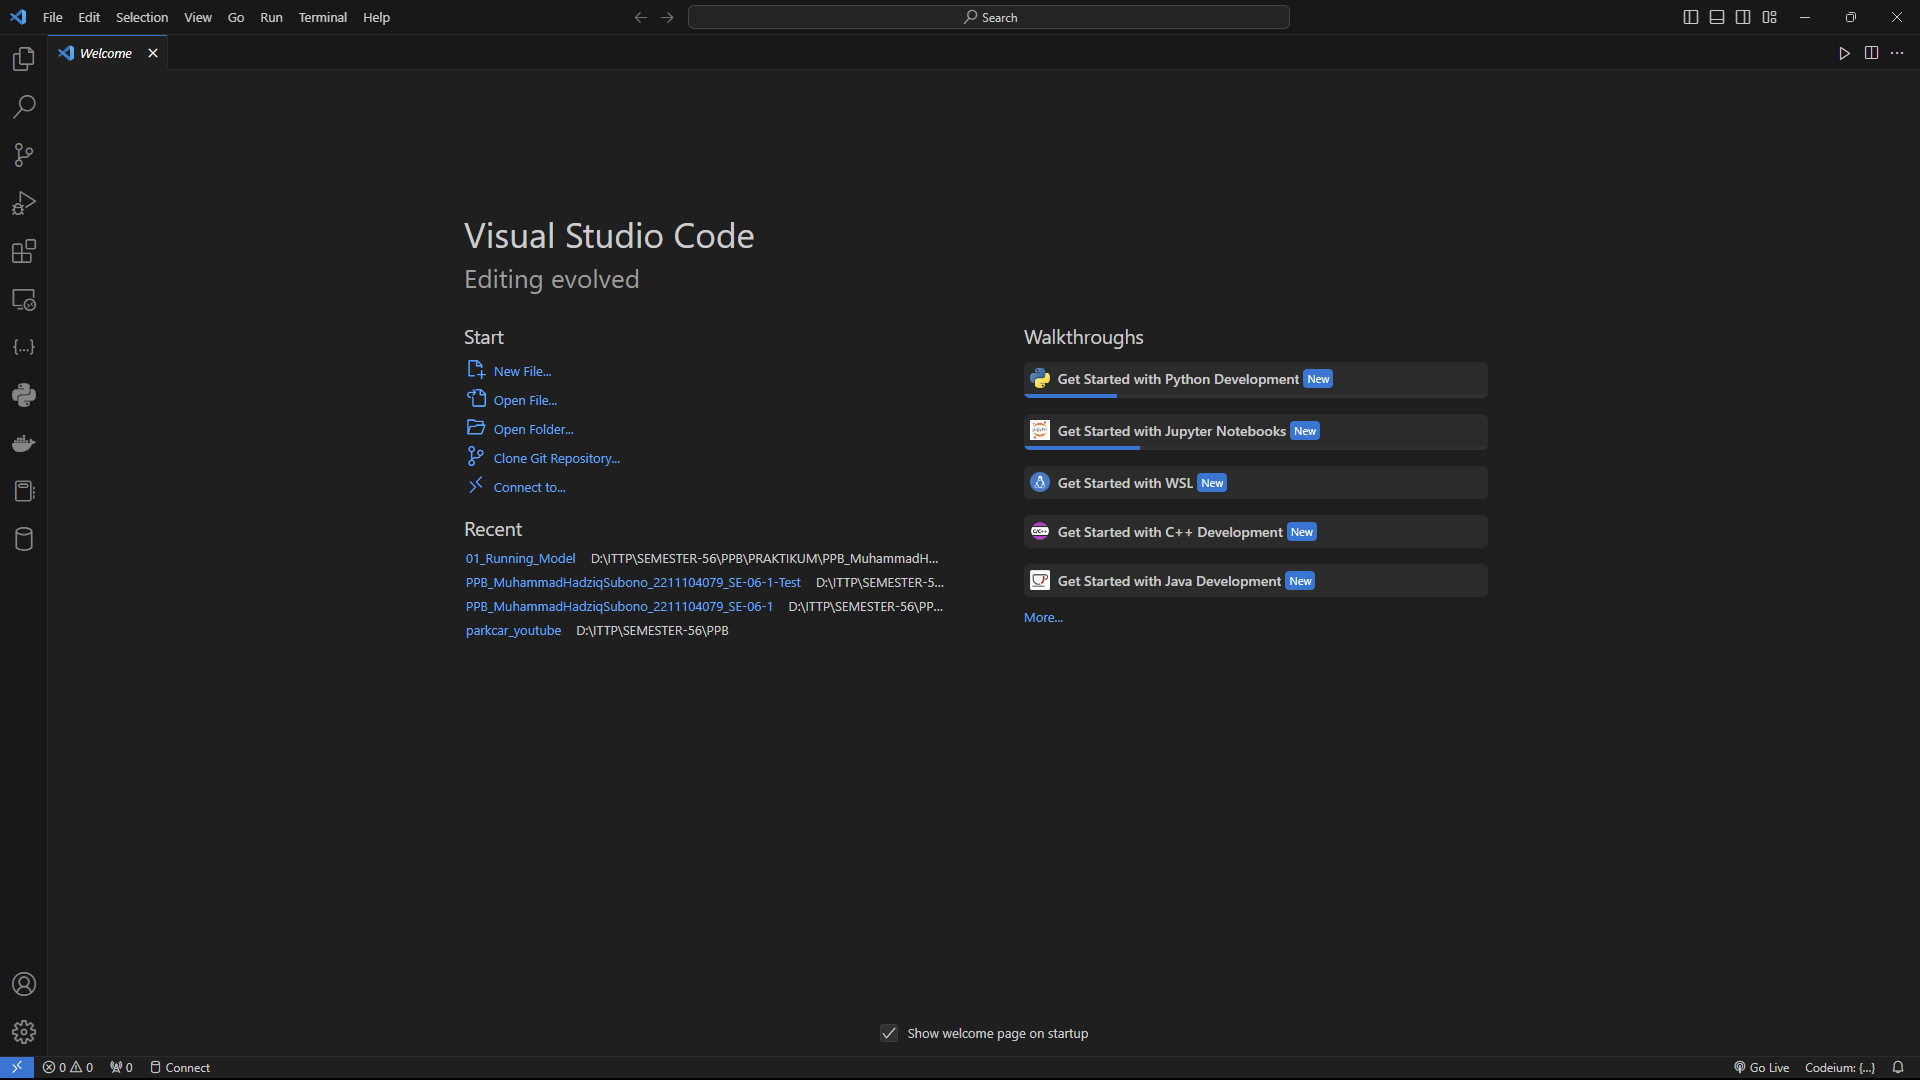 File Edit Selection View Go Run Terminal Help
Search
Welcome
Visual Studio Code
Editing evolved
Start
New File...
Open File...
Open Folder...
Clone Git Repository...
Connect to...
Recent
01_Running_Model D:\ITTP\SEMESTER-56\PPB\PRAKTIKUM\PPB_MuhammadH...
PPB_MuhammadHadziqSubono_2211104079_SE-06-1-Test D:\ITTP\SEMESTER-5...
PPB_MuhammadHadziqSubono_2211104079_SE-06-1 D:\ITTP\SEMESTER-56\PP...
parkcar_youtube D:\ITTP\SEMESTER-56\PPB
Walkthroughs
Get Started with Python Development New
Get Started with Jupyter Notebooks New
Get Started with WSL New
Get Started with C++ Development New
Get Started with Java Development New
More...
Show welcome page on startup
0 0 0 Connect
Go Live Codeium: {...}